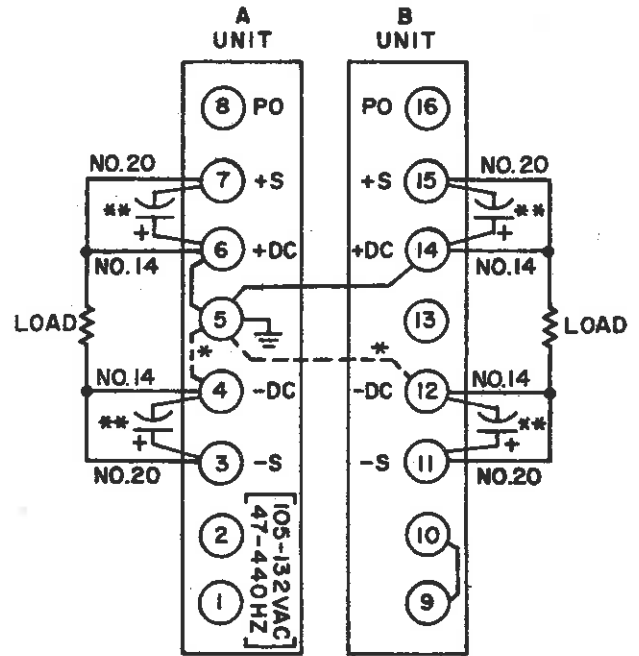 A UNIT
B UNIT
8 PO
PO 16
NO.20
7 +S
+S 15
NO.20
**
**
+
+
6 +DC
+DC 14
NO.14
NO.14
LOAD
5
13
LOAD
*
*
NO.14
4 -DC
-DC 12
NO.14
**
**
+
+
3 -S
-S 11
NO.20
NO.20
2
10
1
9
[105-132VAC
47-440HZ]